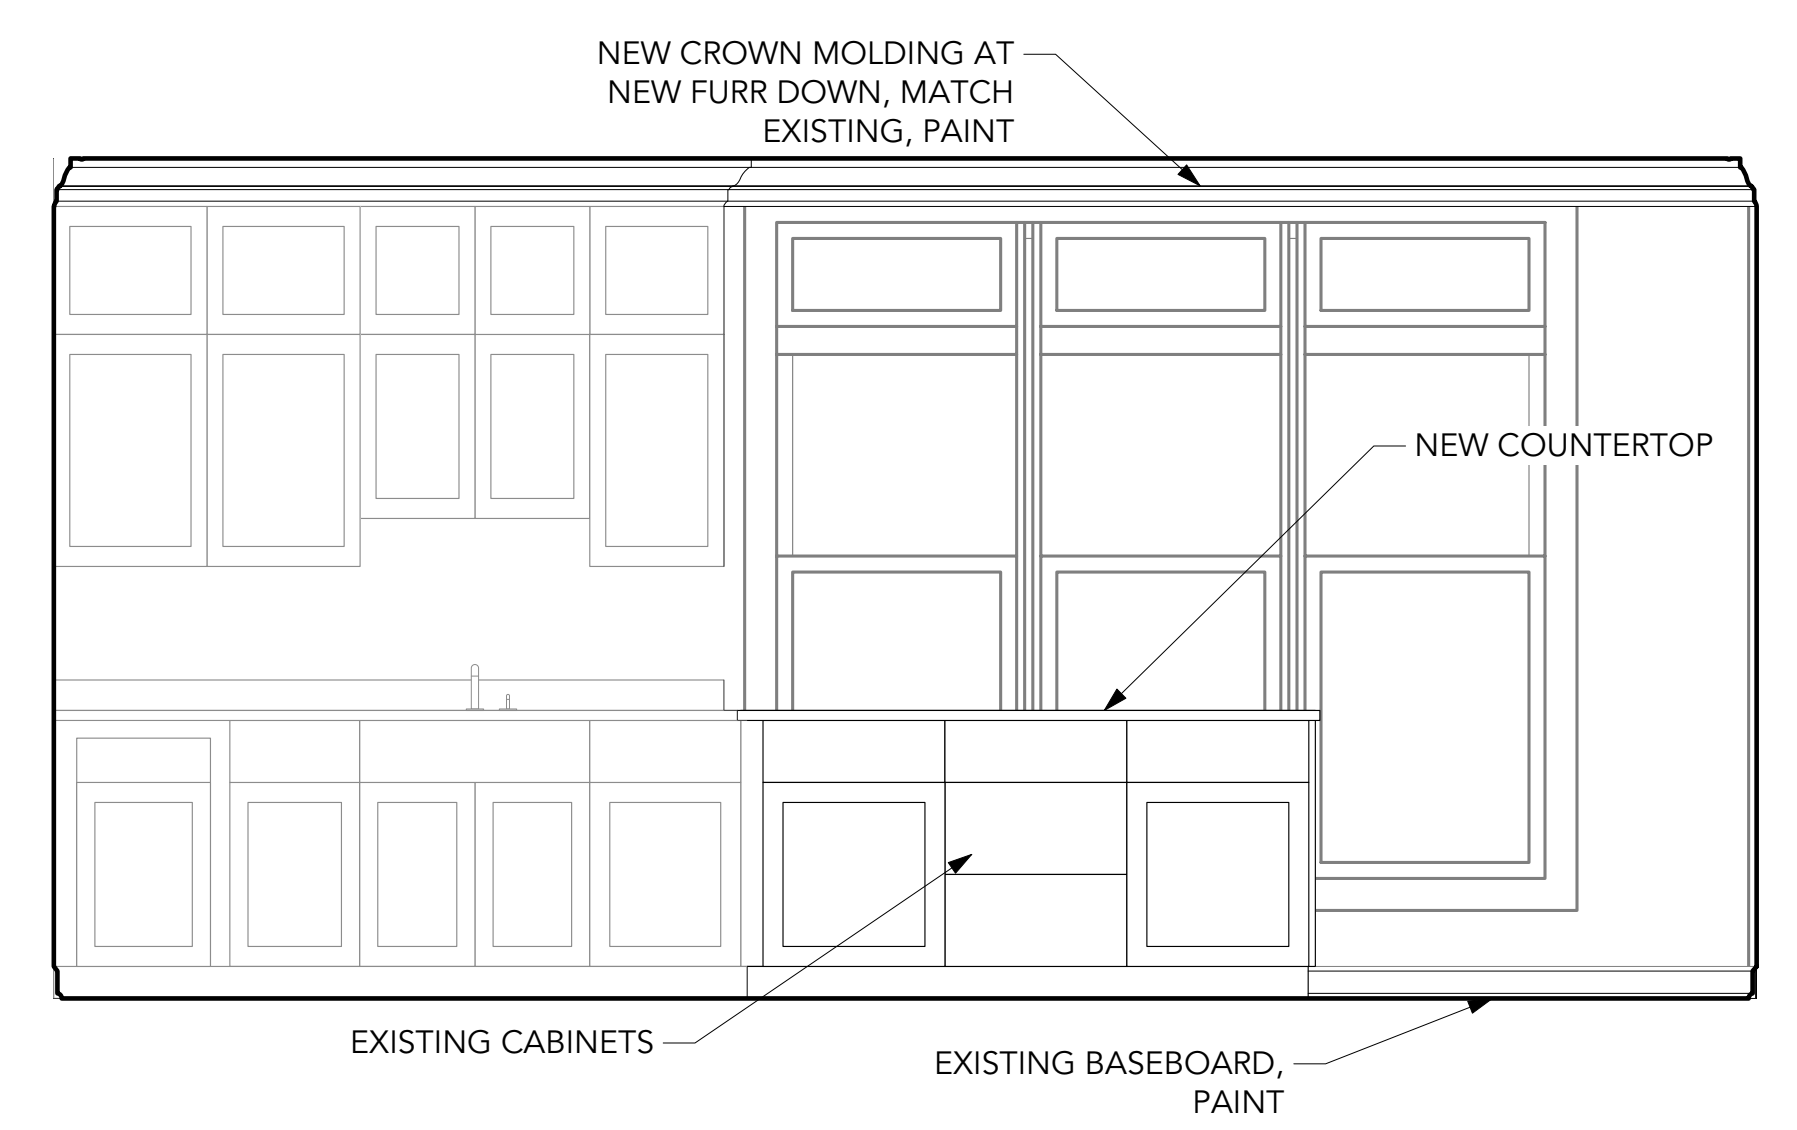 NEW CROWN MOLDING AT
NEW FURR DOWN, MATCH
EXISTING, PAINT
NEW COUNTERTOP
EXISTING CABINETS
EXISTING BASEBOARD,
PAINT